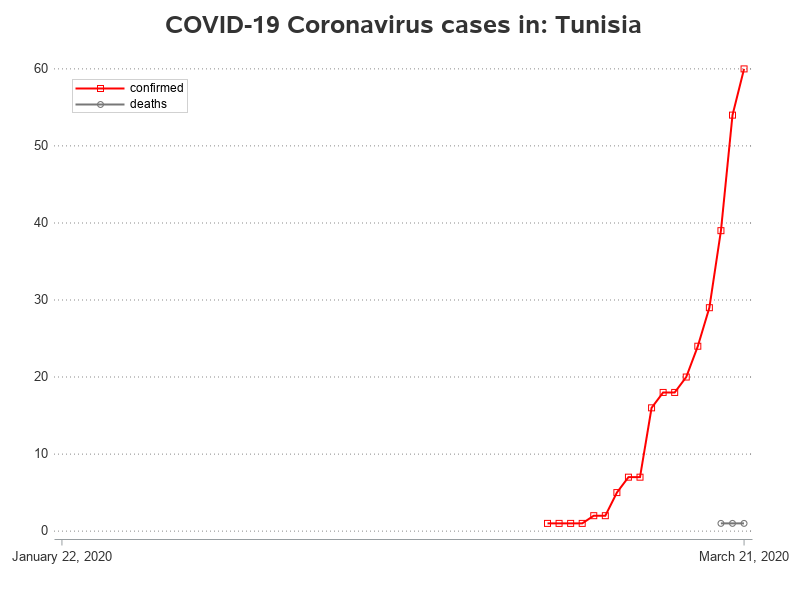 COVID-19 Coronavirus cases in: Tunisia
60
confirmed
deaths
50
40
30
20
10
0
January 22, 2020
March 21, 2020